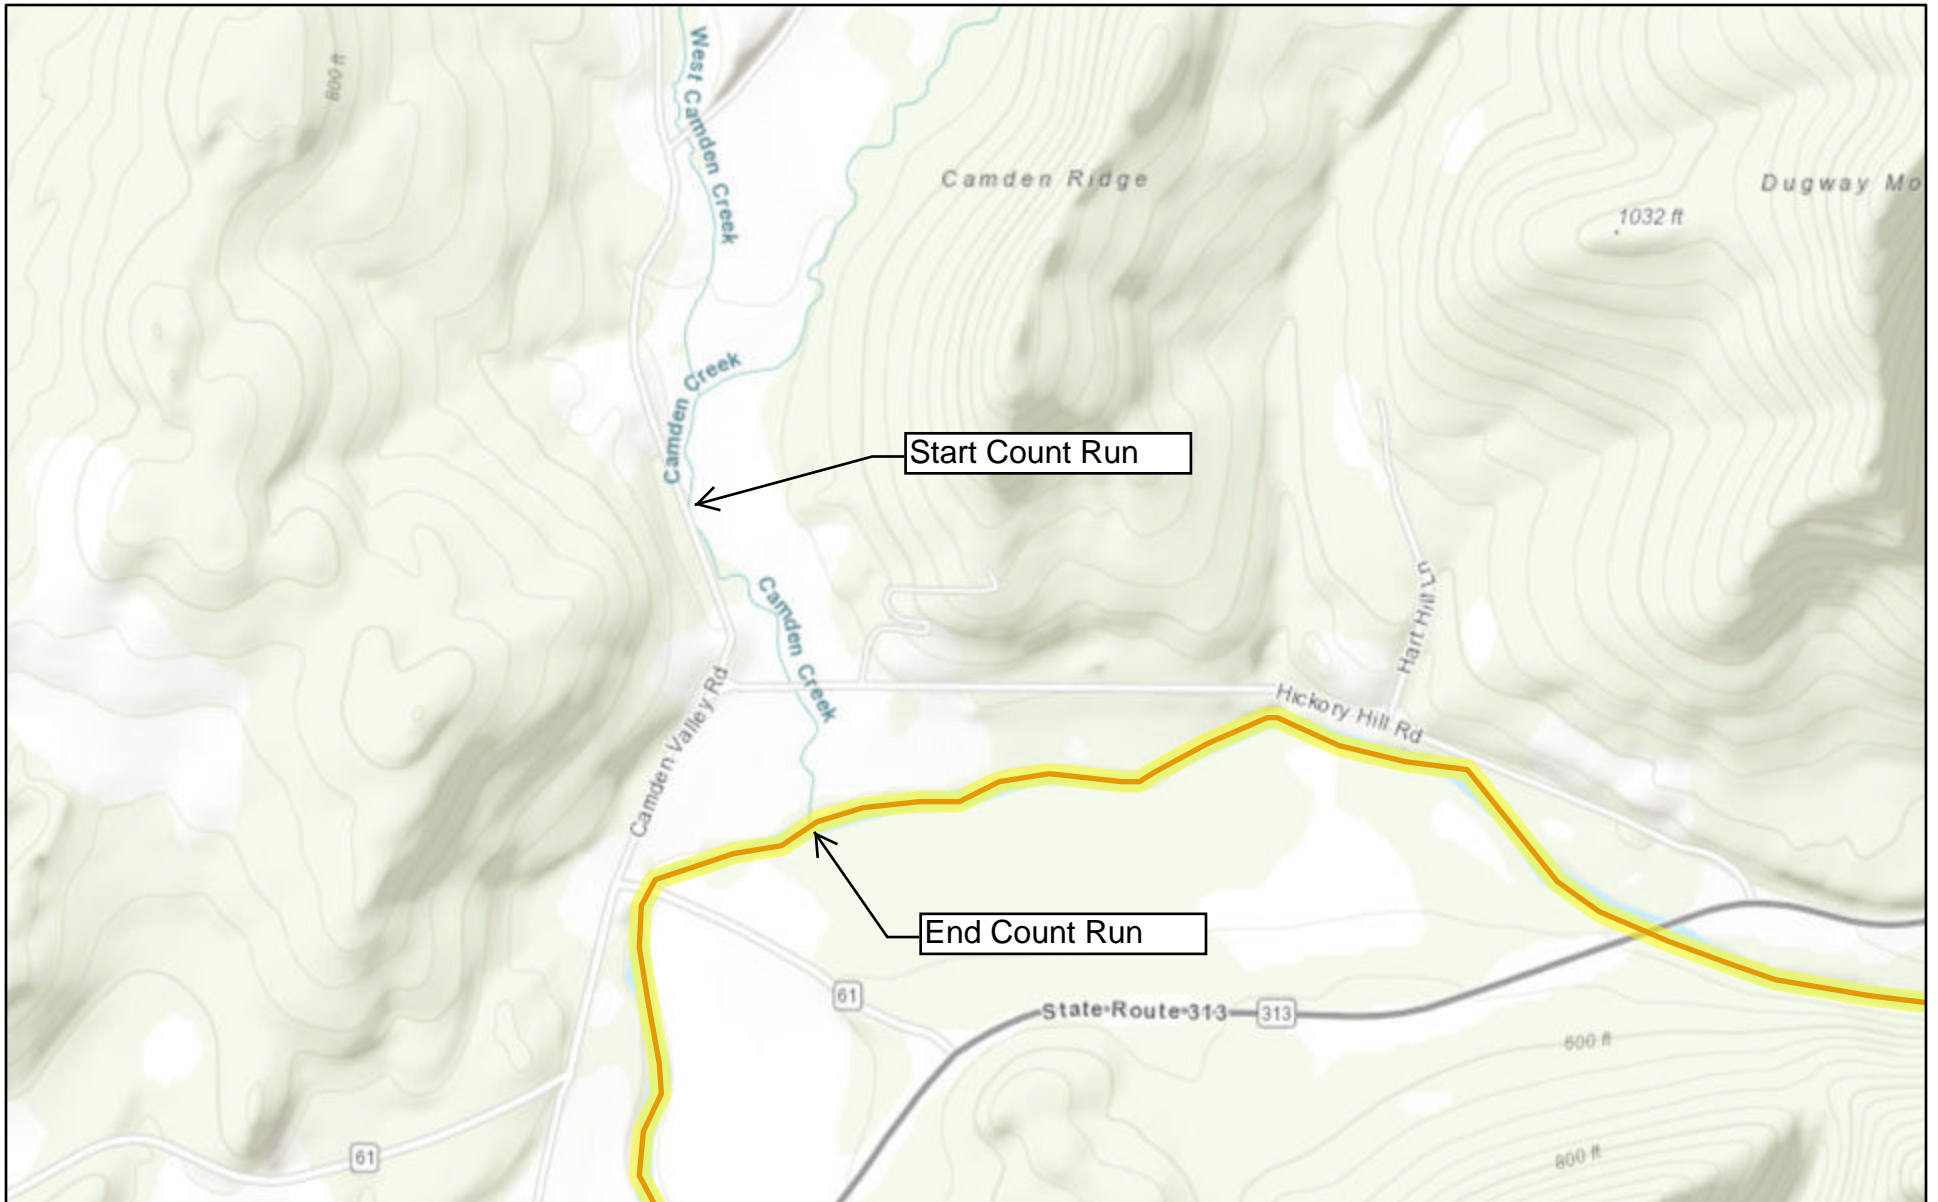 800 ft
West Camden Creek
Camden Ridge
Dugway Mo
1032 ft
Camden Creek
Start Count Run
Camden Creek
Hart Hill Ln
Hickory Hill Rd
Camden Valley Rd
End Count Run
61
State Route 313
313
600 ft
61
800 ft